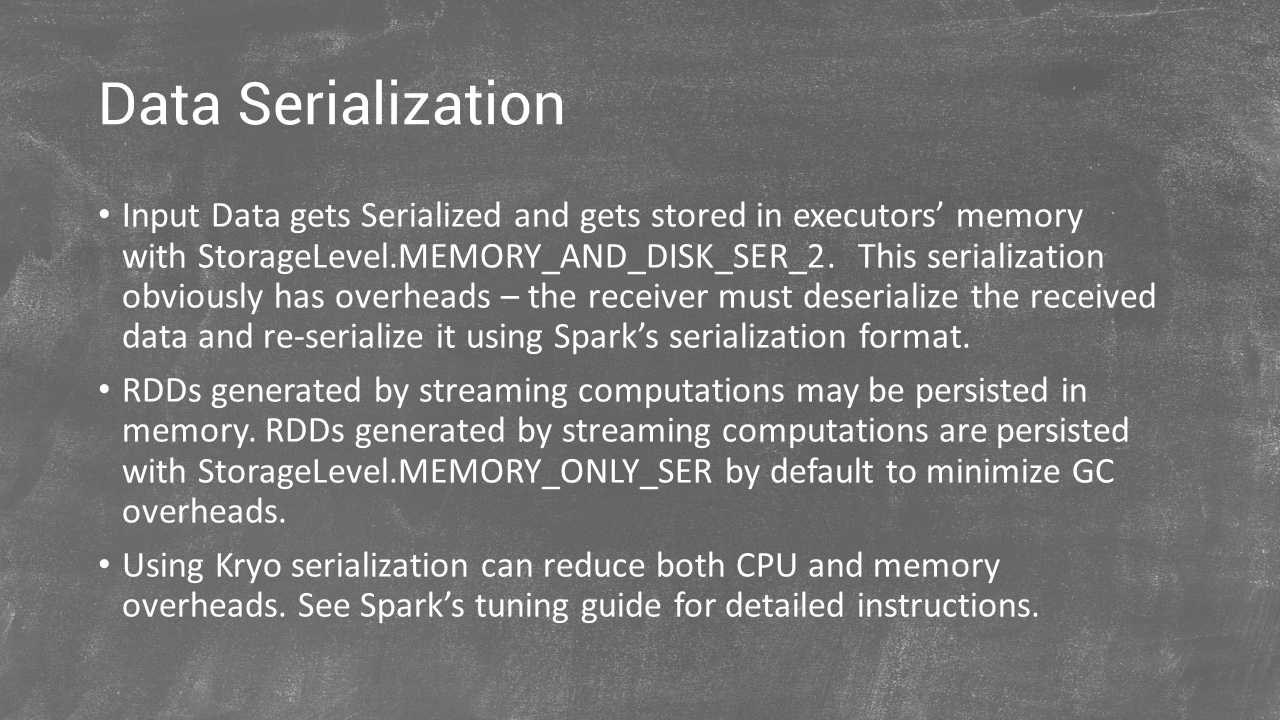 Data Serialization
• Input Data gets Serialized and gets stored in executors’ memory
with StorageLevel.MEMORY_AND_DISK_SER_2.   This serialization
obviously has overheads – the receiver must deserialize the received
data and re-serialize it using Spark’s serialization format.
• RDDs generated by streaming computations may be persisted in
memory. RDDs generated by streaming computations are persisted
with StorageLevel.MEMORY_ONLY_SER by default to minimize GC
overheads.
• Using Kryo serialization can reduce both CPU and memory
overheads. See Spark’s tuning guide for detailed instructions.